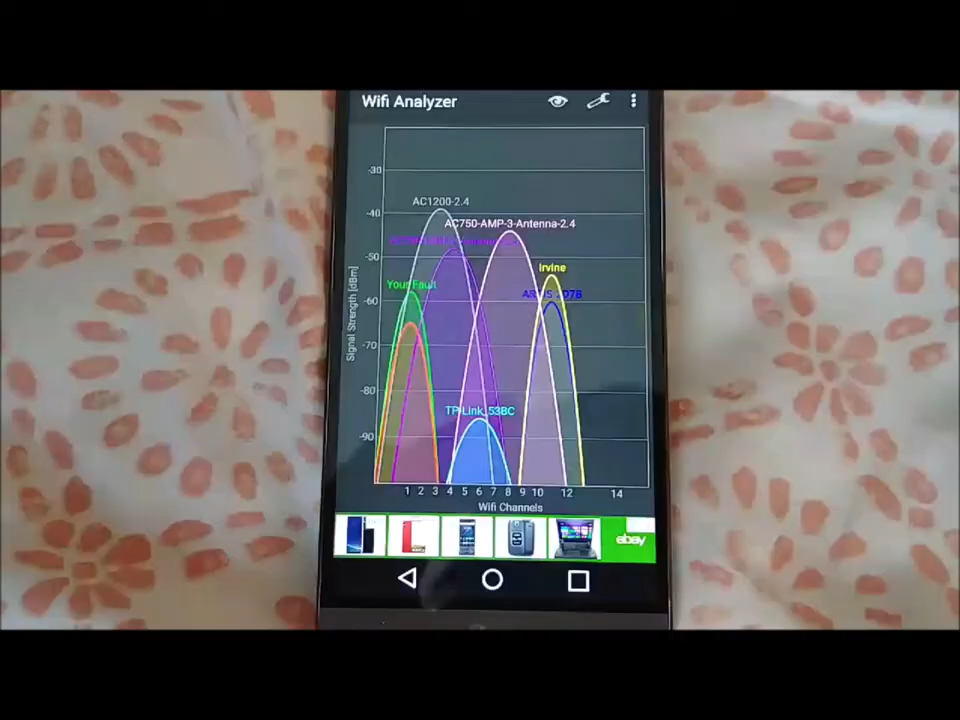 Wifi Analyzer
-30
AC1200-2.4
-40
AC750-AMP-3-Antenna-2.4
-50
Irvine
Your Fault
-60
-70
-80
TP-Link_53BC
-90
Signal Strength [dBm]
1 2 3 4 5 6 7 8 9 10 12 14
Wifi Channels
ebay